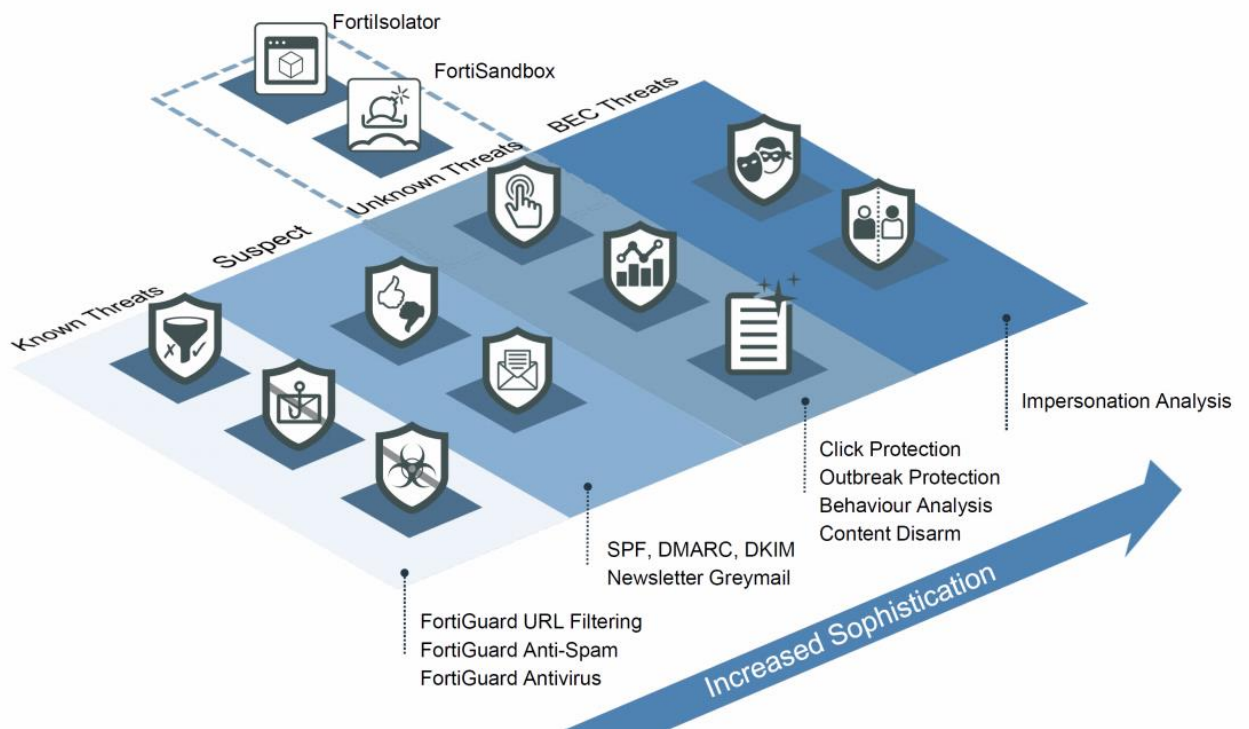 FortiIsolator
FortiSandbox
BEC Threats
Unknown Threats
Suspect
Known Threats
Impersonation Analysis
Click Protection
Outbreak Protection
Behaviour Analysis
Content Disarm
SPF, DMARC, DKIM
Newsletter Greymail
FortiGuard URL Filtering
FortiGuard Anti-Spam
FortiGuard Antivirus
Increased Sophistication